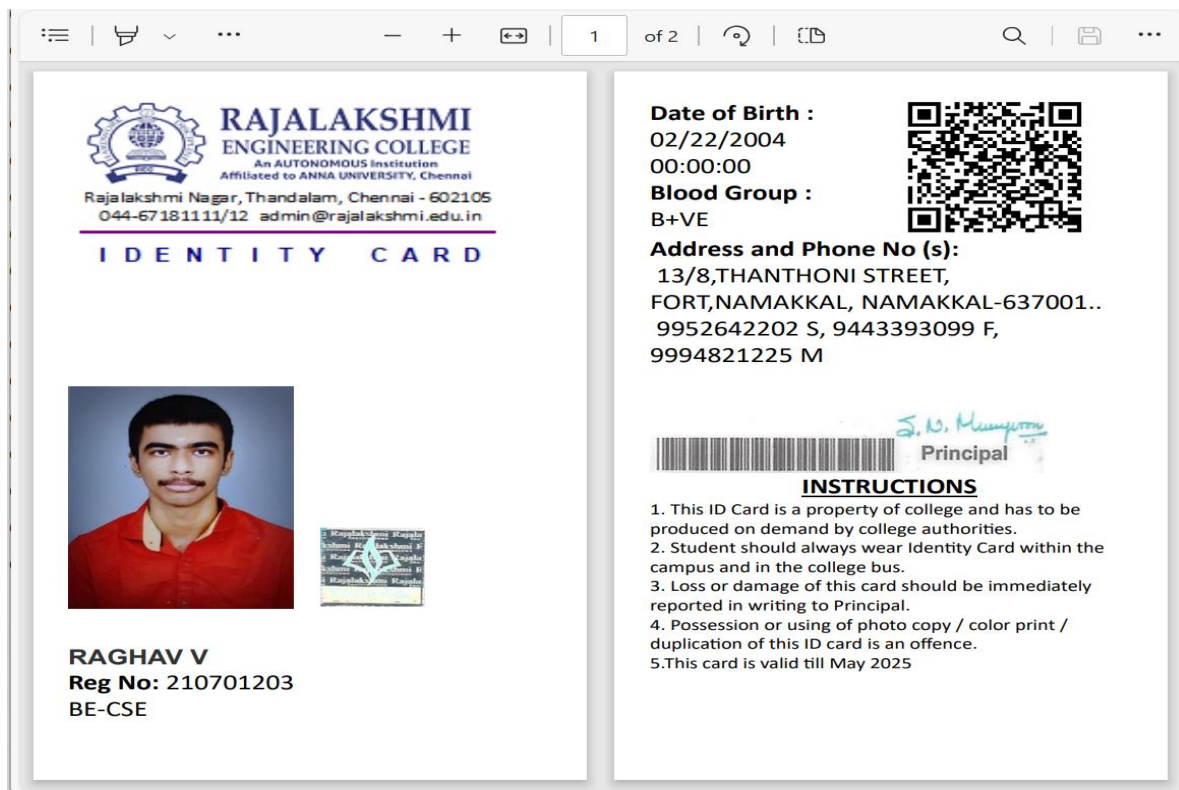 1 of 2
RAJALAKSHMI
ENGINEERING COLLEGE
An AUTONOMOUS Institution
Affiliated to ANNA UNIVERSITY, Chennai
Rajalakshmi Nagar, Thandalam, Chennai - 602105
044-67181111/12 admin@rajalakshmi.edu.in
IDENTITY CARD
RAGHAV V
Reg No: 210701203
BE-CSE
Date of Birth :
02/22/2004
00:00:00
Blood Group :
B+VE
Address and Phone No (s):
13/8,THANTHONI STREET,
FORT,NAMAKKAL, NAMAKKAL-637001..
9952642202 S, 9443393099 F,
9994821225 M
Principal
INSTRUCTIONS
1. This ID Card is a property of college and has to be
produced on demand by college authorities.
2. Student should always wear Identity Card within the
campus and in the college bus.
3. Loss or damage of this card should be immediately
reported in writing to Principal.
4. Possession or using of photo copy / color print /
duplication of this ID card is an offence.
5.This card is valid till May 2025